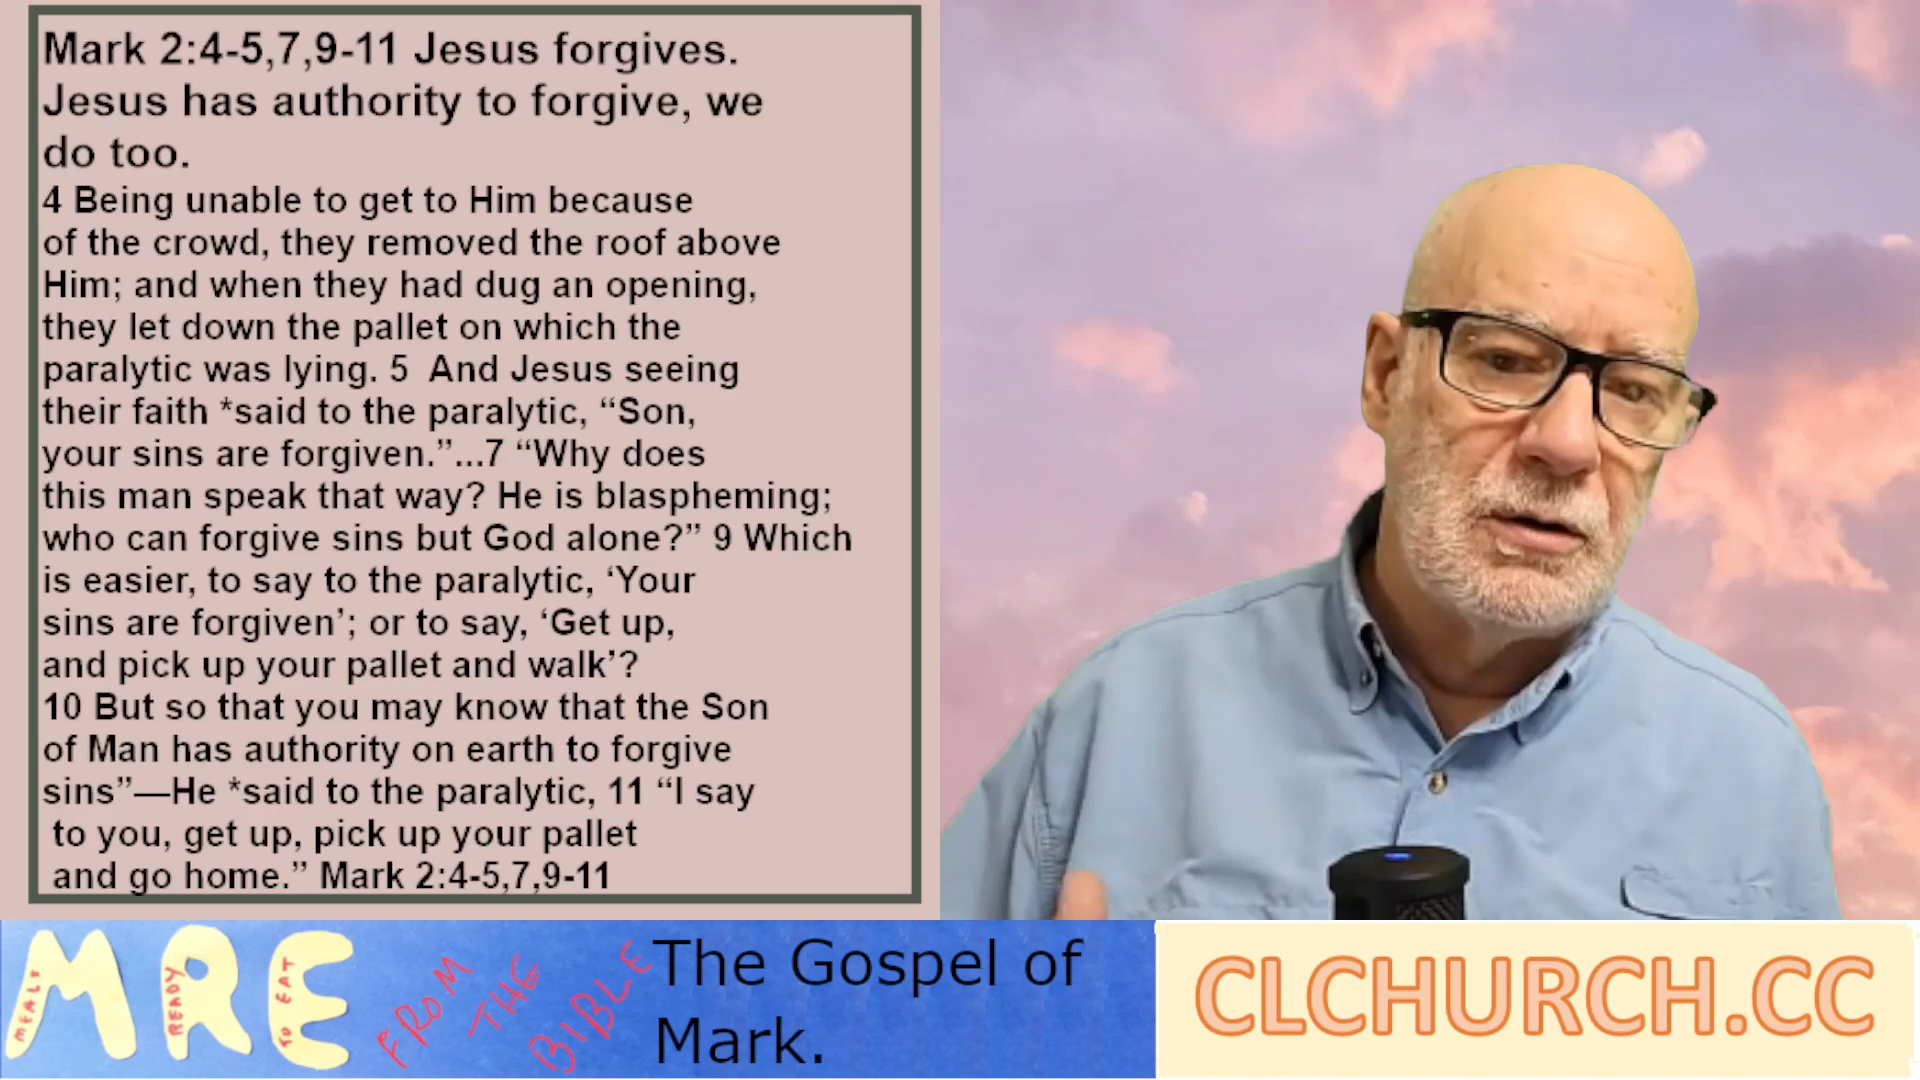 Mark 2:4-5,7,9-11 Jesus forgives.
Jesus has authority to forgive, we
do too.
4 Being unable to get to Him because
of the crowd, they removed the roof above
Him; and when they had dug an opening,
they let down the pallet on which the
paralytic was lying. 5  And Jesus seeing
their faith *said to the paralytic, “Son,
your sins are forgiven.”...7 “Why does
this man speak that way? He is blaspheming;
who can forgive sins but God alone?” 9 Which
is easier, to say to the paralytic, ‘Your
sins are forgiven’; or to say, ‘Get up,
and pick up your pallet and walk’?
10 But so that you may know that the Son
of Man has authority on earth to forgive
sins”—He *said to the paralytic, 11 “I say
to you, get up, pick up your pallet
and go home.” Mark 2:4-5,7,9-11
MRE
MEALS
READY
TO EAT
FROM
THE
BIBLE
The Gospel of
Mark.
CLCHURCH.CC